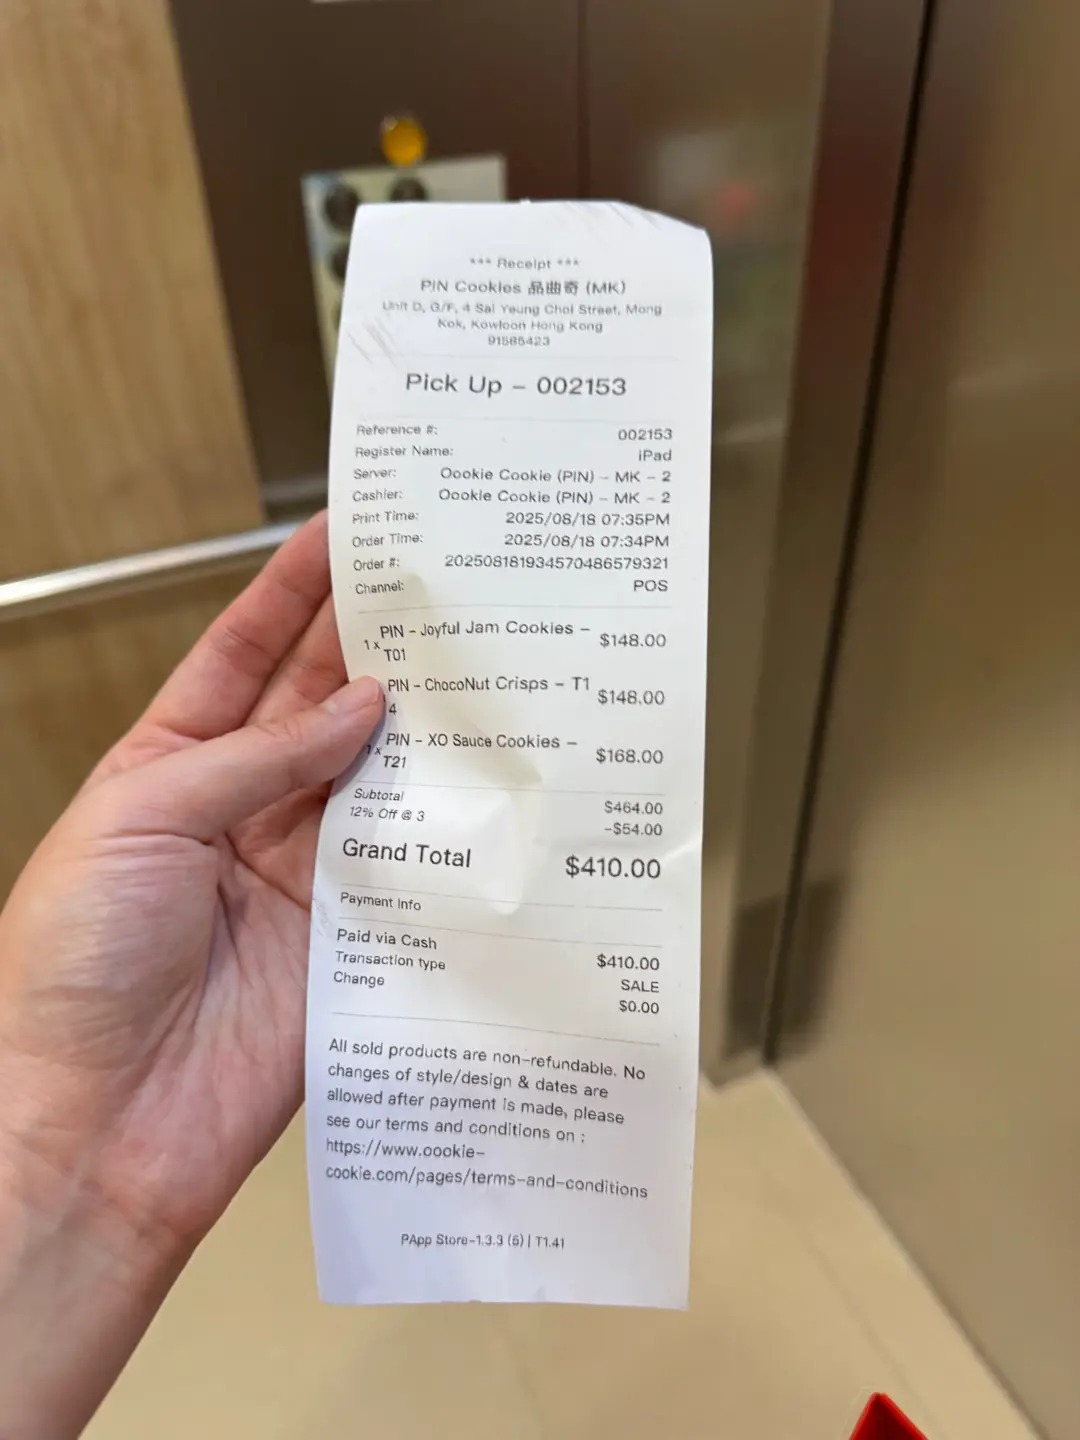 *** Receipt ***
PIN Cookies 品曲奇 (MK)
Unit D, G/F, 4 Sai Yeung Choi Street, Mong
Kok, Kowloon Hong Kong
91585423
Pick Up – 002153
Reference #: 002153
Register Name: iPad
Server: Oookie Cookie (PIN) – MK – 2
Cashier: Oookie Cookie (PIN) – MK – 2
Print Time: 2025/08/18 07:35PM
Order Time: 2025/08/18 07:34PM
Order #: 202508181934570486579321
Channel: POS
1 x PIN – Joyful Jam Cookies – $148.00
T01
PIN – ChocoNut Crisps – T1 $148.00
4
1 x PIN – XO Sauce Cookies – $168.00
T21
Subtotal $464.00
12% Off @ 3 -$54.00
Grand Total $410.00
Payment Info
Paid via Cash $410.00
Transaction type SALE
Change $0.00
All sold products are non-refundable. No
changes of style/design & dates are
allowed after payment is made, please
see our terms and conditions on :
https://www.oookie-
cookie.com/pages/terms-and-conditions
PApp Store-1.3.3 (6) | T1.41